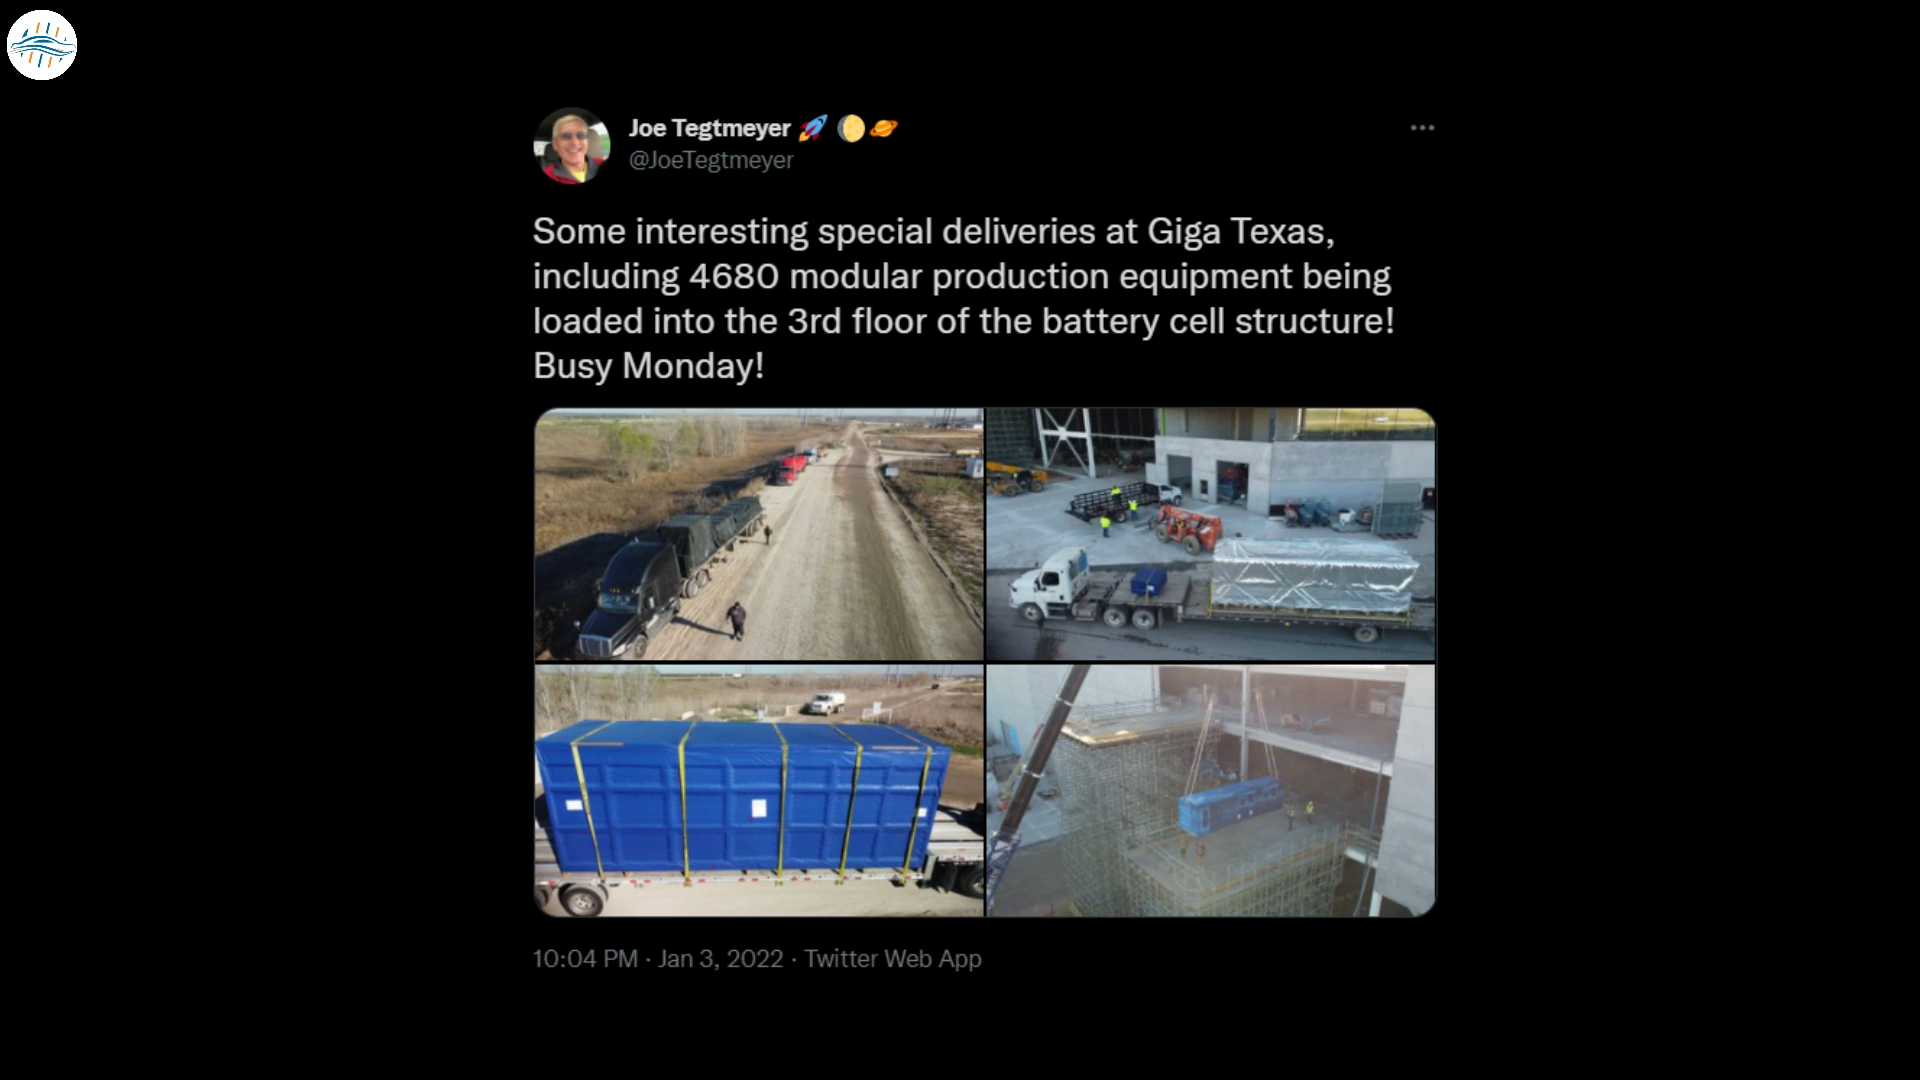 Joe Tegtmeyer 🚀 🌔🪐
@JoeTegtmeyer
Some interesting special deliveries at Giga Texas,
including 4680 modular production equipment being
loaded into the 3rd floor of the battery cell structure!
Busy Monday!
10:04 PM · Jan 3, 2022 · Twitter Web App